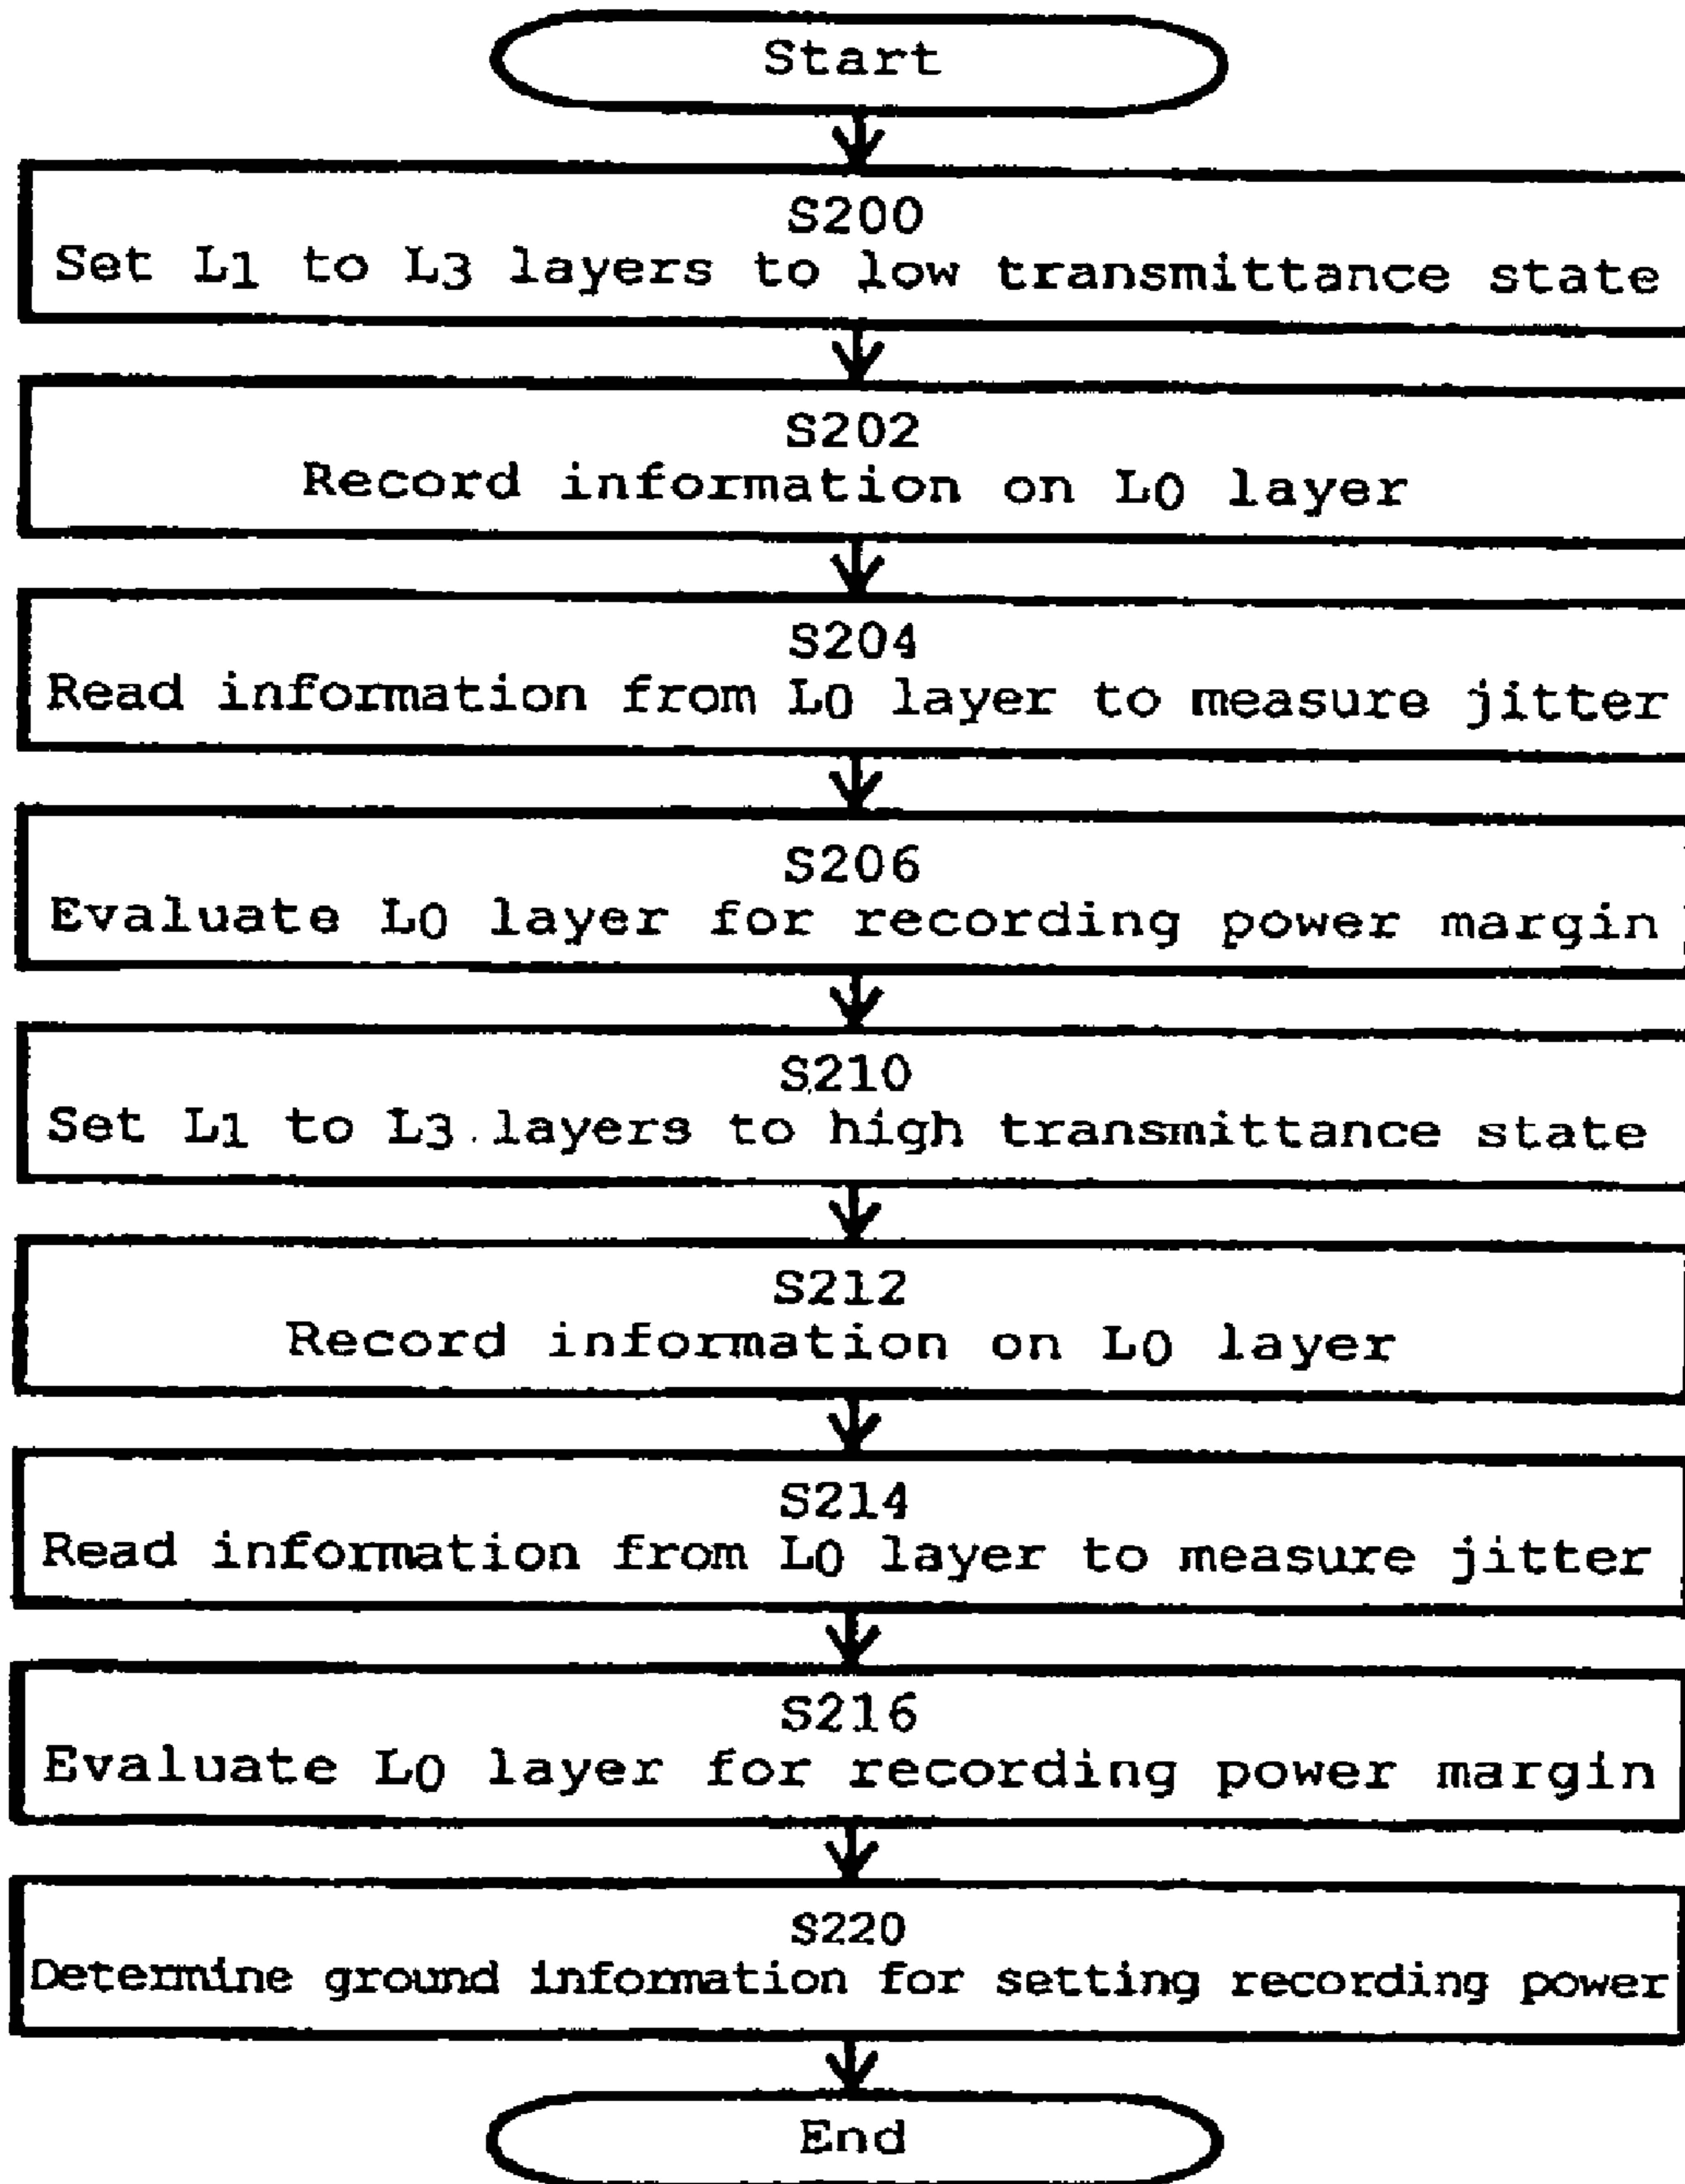 Start
S200
Set L1 to L3 layers to low transmittance state
S202
Record information on L0 layer
S204
Read information from L0 layer to measure jitter
S206
Evaluate L0 layer for recording power margin
S210
Set L1 to L3 layers to high transmittance state
S212
Record information on L0 layer
S214
Read information from L0 layer to measure jitter
S216
Evaluate L0 layer for recording power margin
S220
Determine ground information for setting recording power
End